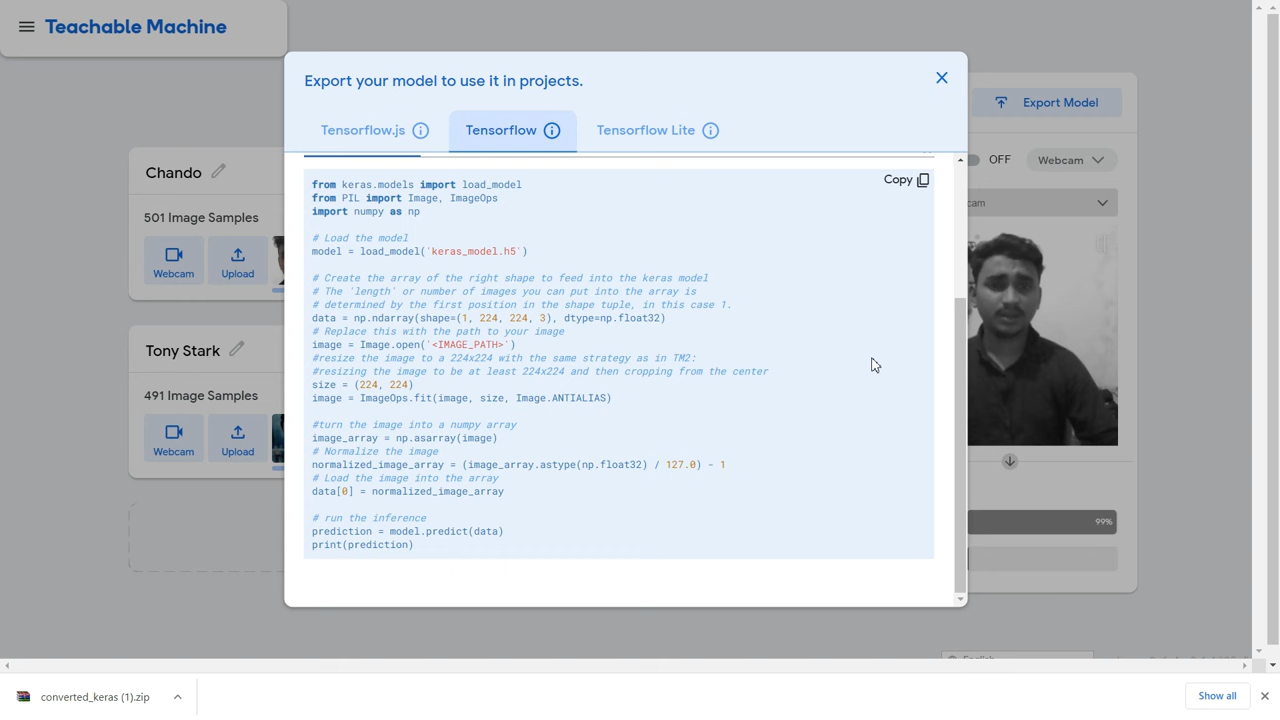 Teachable Machine
Export your model to use it in projects.
Export Model
Tensorflow.js
Tensorflow
Tensorflow Lite
OFF
Webcam
Chando
501 Image Samples
Webcam
Upload
Tony Stark
491 Image Samples
Webcam
Upload
Copy
from keras.models import load_model
from PIL import Image, ImageOps
import numpy as np
# Load the model
model = load_model('keras_model.h5')
# Create the array of the right shape to feed into the keras model
# The 'length' or number of images you can put into the array is
# determined by the first position in the shape tuple, in this case 1.
data = np.ndarray(shape=(1, 224, 224, 3), dtype=np.float32)
# Replace this with the path to your image
image = Image.open('<IMAGE_PATH>')
#resize the image to a 224x224 with the same strategy as in TM2:
#resizing the image to be at least 224x224 and then cropping from the center
size = (224, 224)
image = ImageOps.fit(image, size, Image.ANTIALIAS)
#turn the image into a numpy array
image_array = np.asarray(image)
# Normalize the image
normalized_image_array = (image_array.astype(np.float32) / 127.0) - 1
# Load the image into the array
data[0] = normalized_image_array
# run the inference
prediction = model.predict(data)
print(prediction)
99%
English
converted_keras (1).zip
Show all